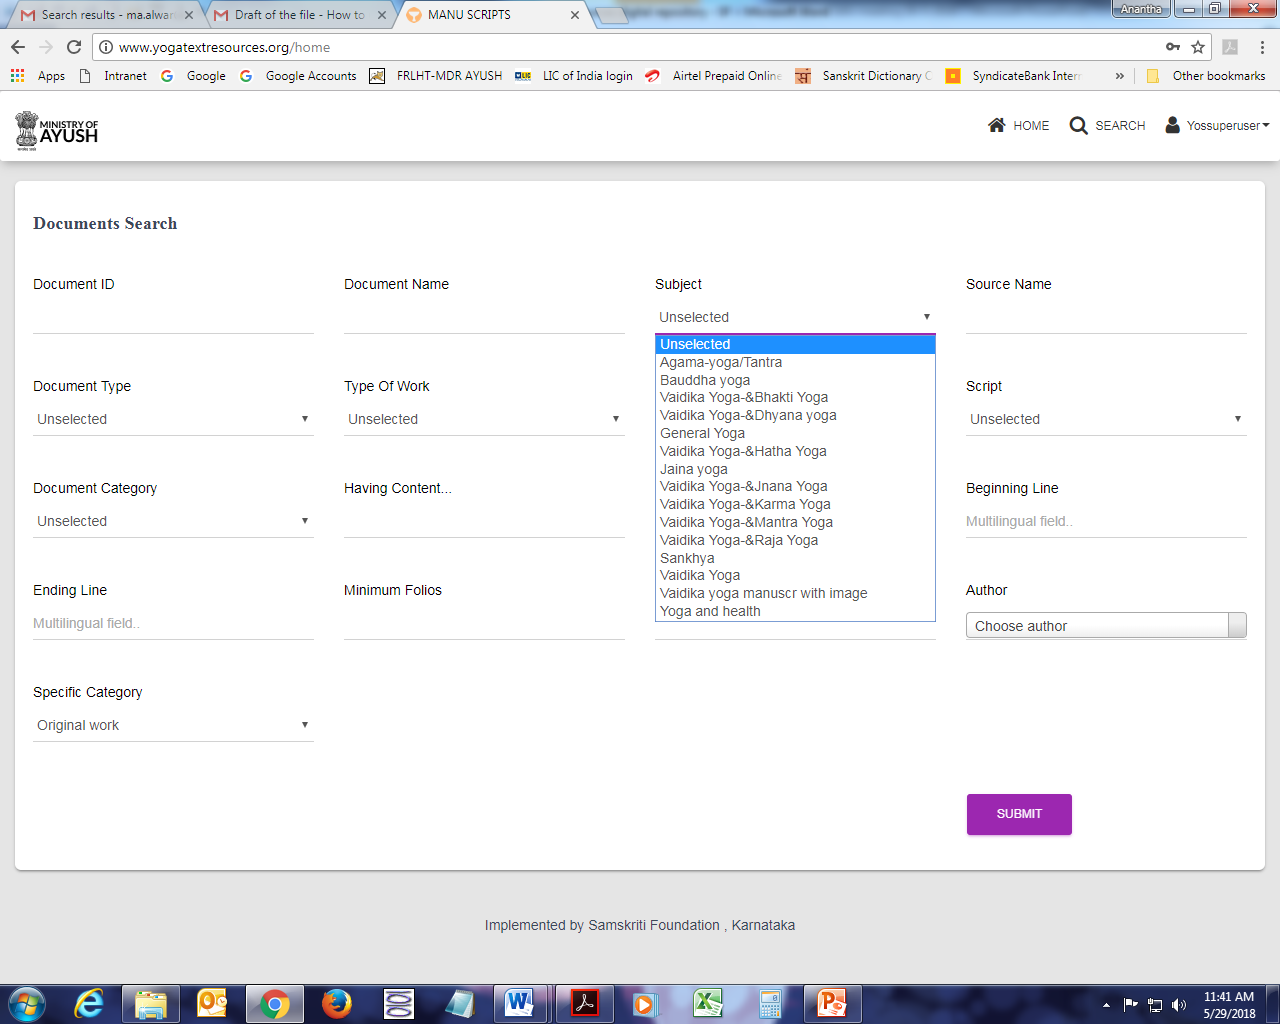 Search results - ma.alwar
Draft of the file - How to
MANU SCRIPTS
Anantha
www.yogatextresources.org/home
Apps
Intranet
Google
Google Accounts
FRLHT-MDR AYUSH
LIC of India login
Airtel Prepaid Online
Sanskrit Dictionary
SyndicateBank Intern
»
Other bookmarks
MINISTRY OF
AYUSH
HOME
SEARCH
Yossuperuser
Documents Search
Document ID
Document Name
Subject
Source Name
Unselected
Unselected
Agama-yoga/Tantra
Bauddha yoga
Vaidika Yoga-&Bhakti Yoga
Vaidika Yoga-&Dhyana yoga
General Yoga
Vaidika Yoga-&Hatha Yoga
Jaina yoga
Vaidika Yoga-&Jnana Yoga
Vaidika Yoga-&Karma Yoga
Vaidika Yoga-&Mantra Yoga
Vaidika Yoga-&Raja Yoga
Sankhya
Vaidika Yoga
Vaidika yoga manuscr with image
Yoga and health
Document Type
Type Of Work
Script
Unselected
Unselected
Unselected
Document Category
Having Content...
Beginning Line
Unselected
Multilingual field..
Ending Line
Minimum Folios
Author
Multilingual field..
Choose author
Specific Category
Original work
SUBMIT
Implemented by Samskriti Foundation , Karnataka
11:41 AM
5/29/2018